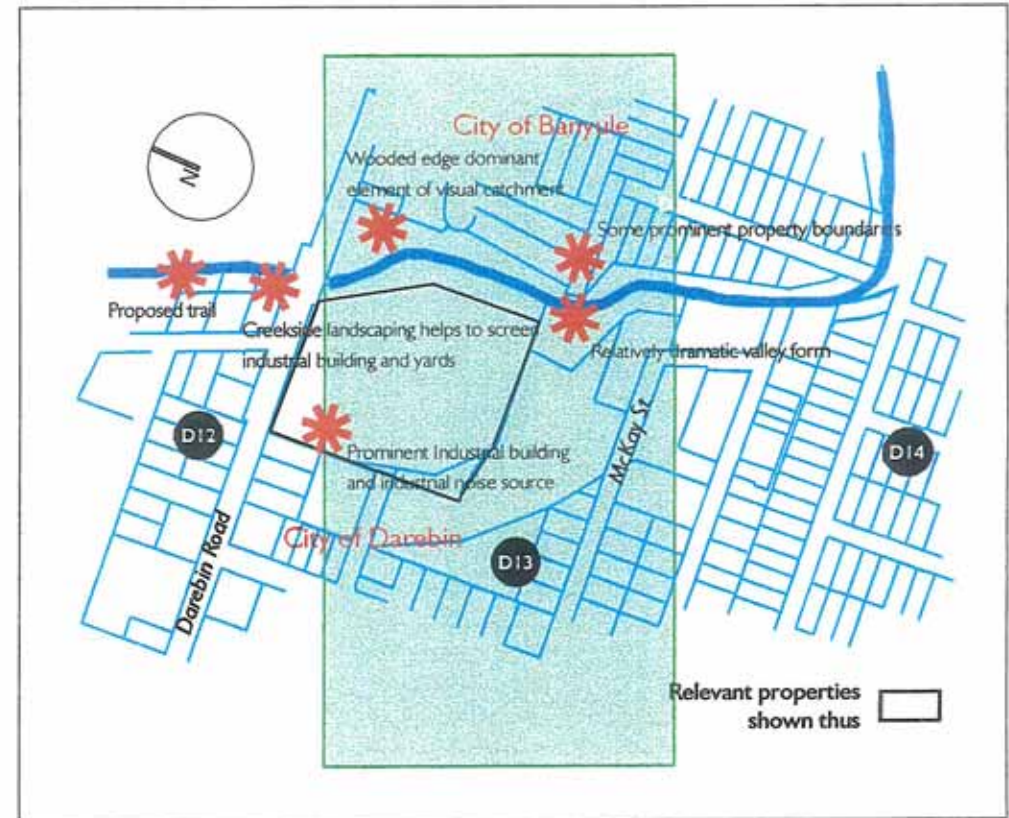 City of Banyule
Wooded edge dominant
element of visual catchment
N
Some prominent property boundaries
Proposed trail
Creekside landscaping helps to screen
industrial building and yards
Relatively dramatic valley form
D12
Prominent Industrial building
and industrial noise source
McKay St
D14
Darebin Road
City of Darebin
D13
Relevant properties
shown thus